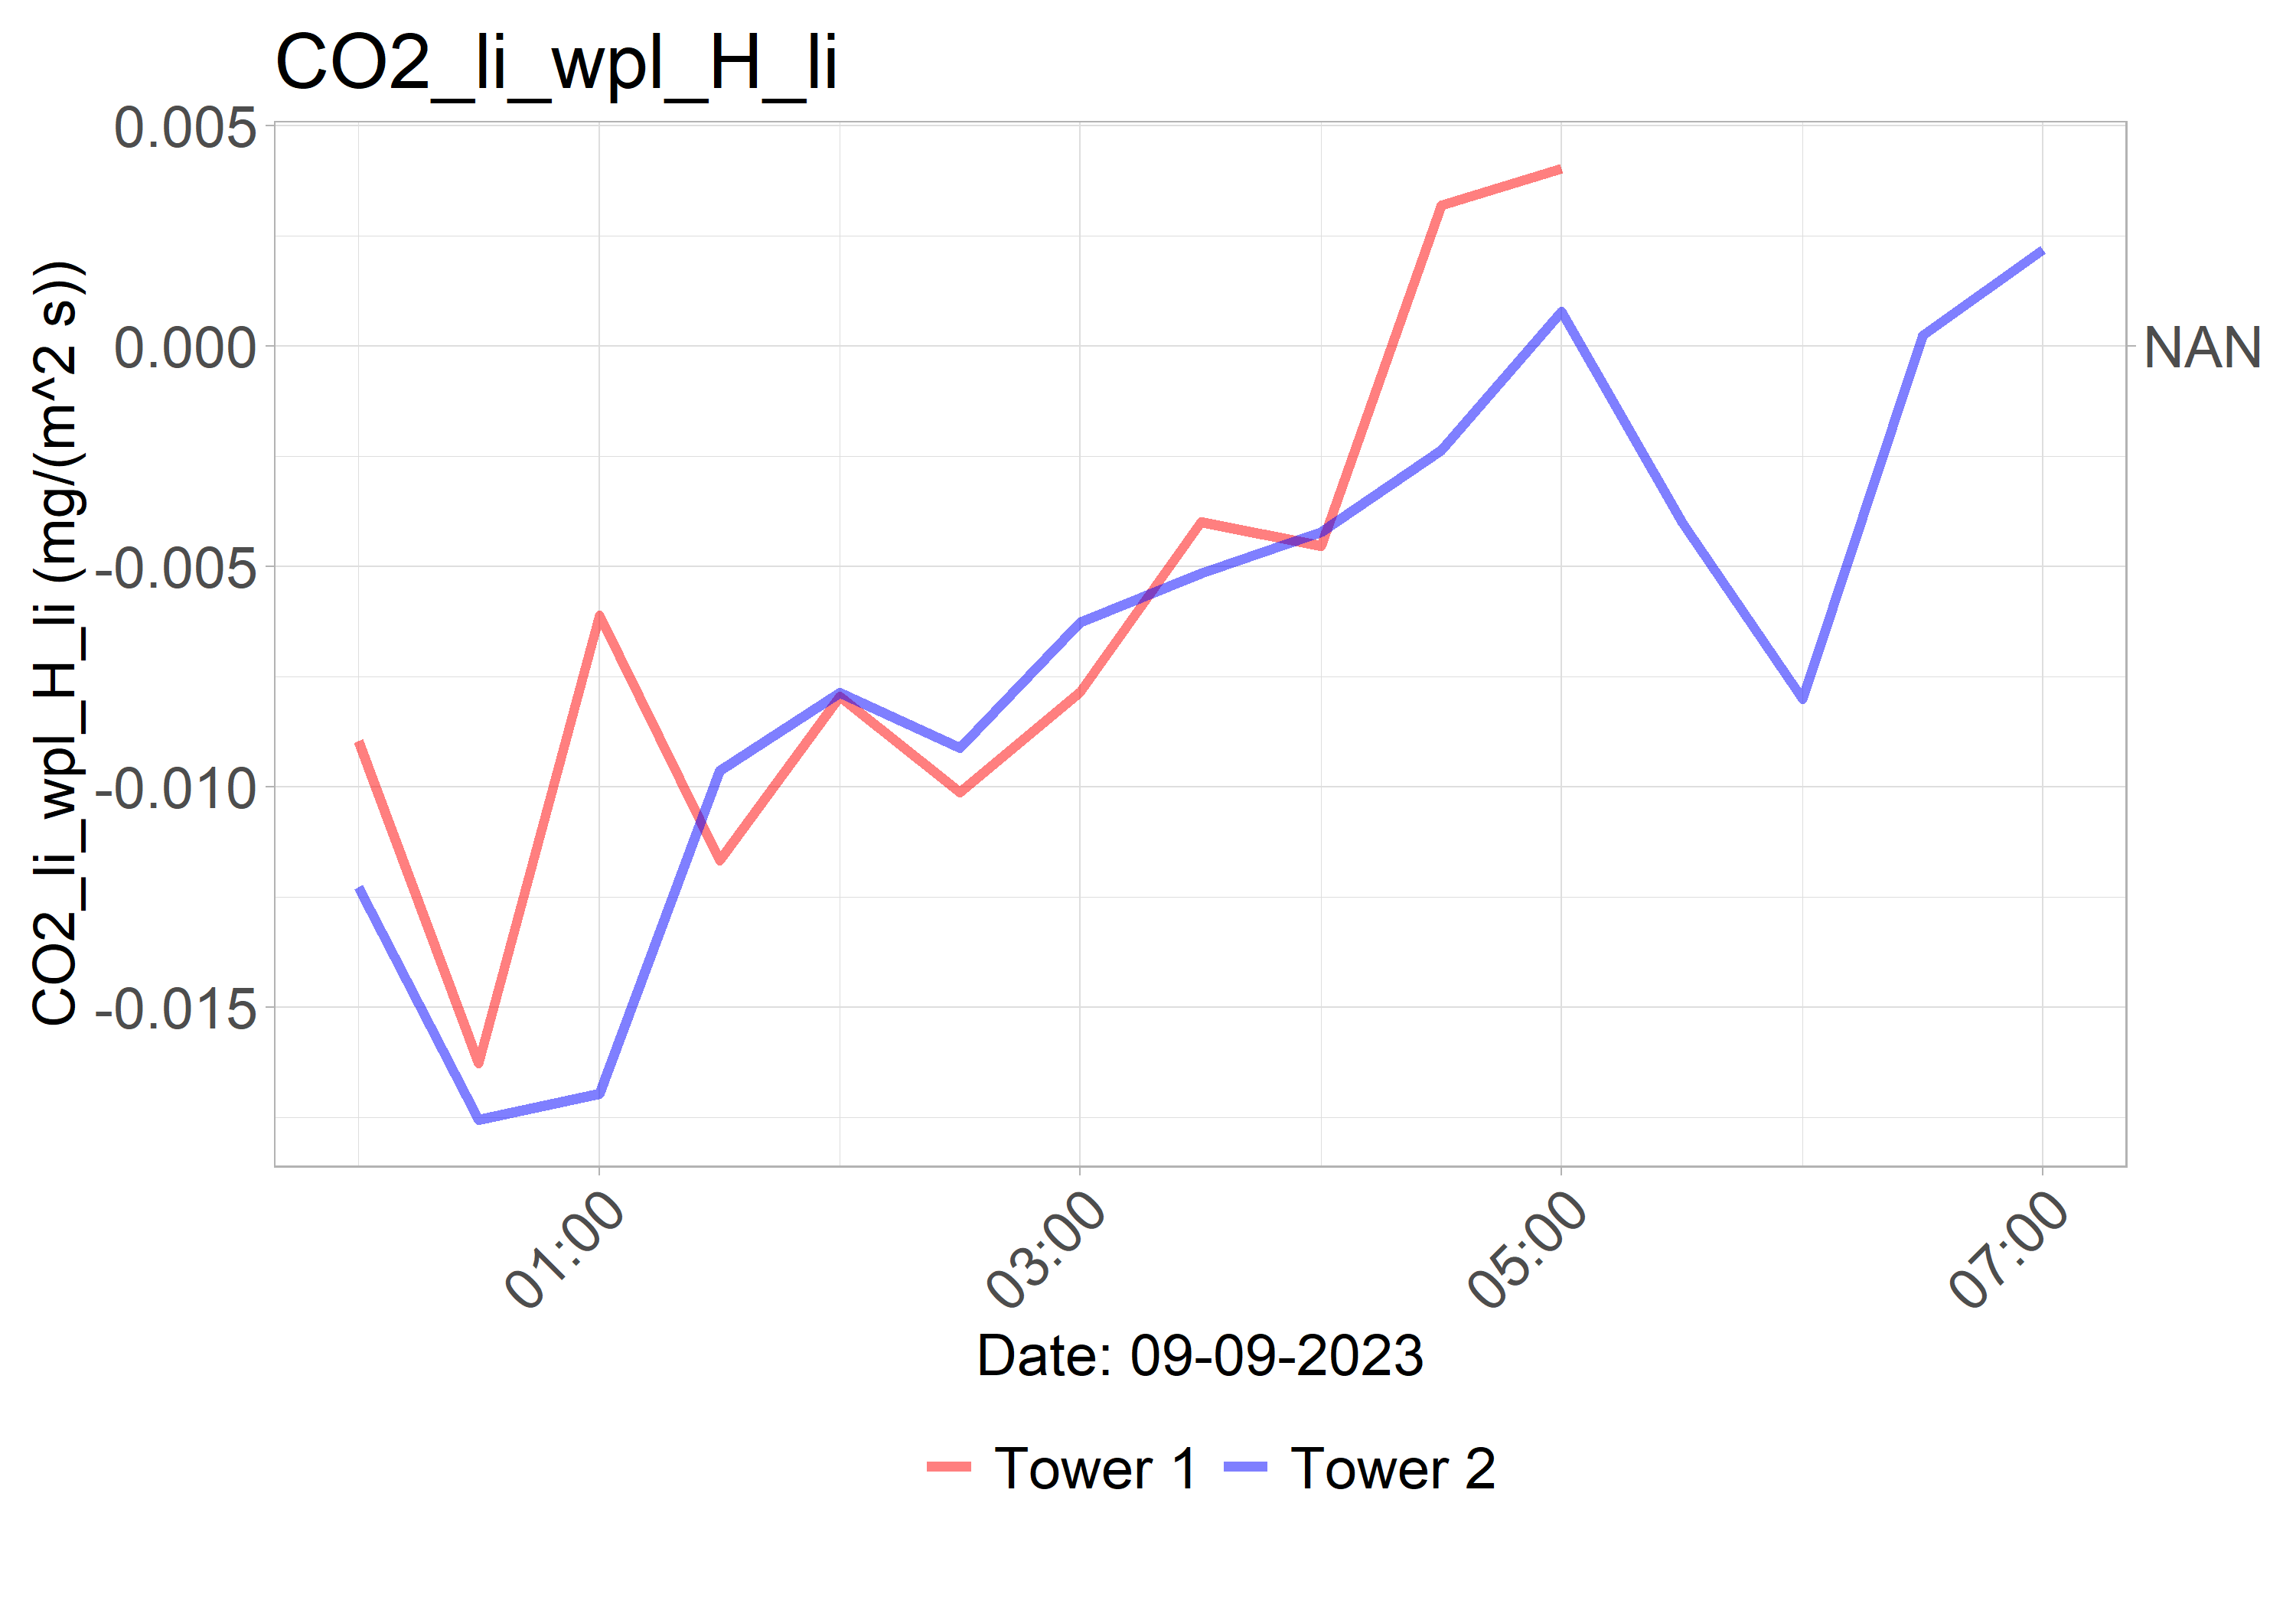 CO2_li_wpl_H_li
CO2_li_wpl_H_li (mg/(m^2 s))
0.005
0.000
-0.005
-0.010
-0.015
NAN
01:00
03:00
05:00
07:00
Date: 09-09-2023
Tower 1
Tower 2